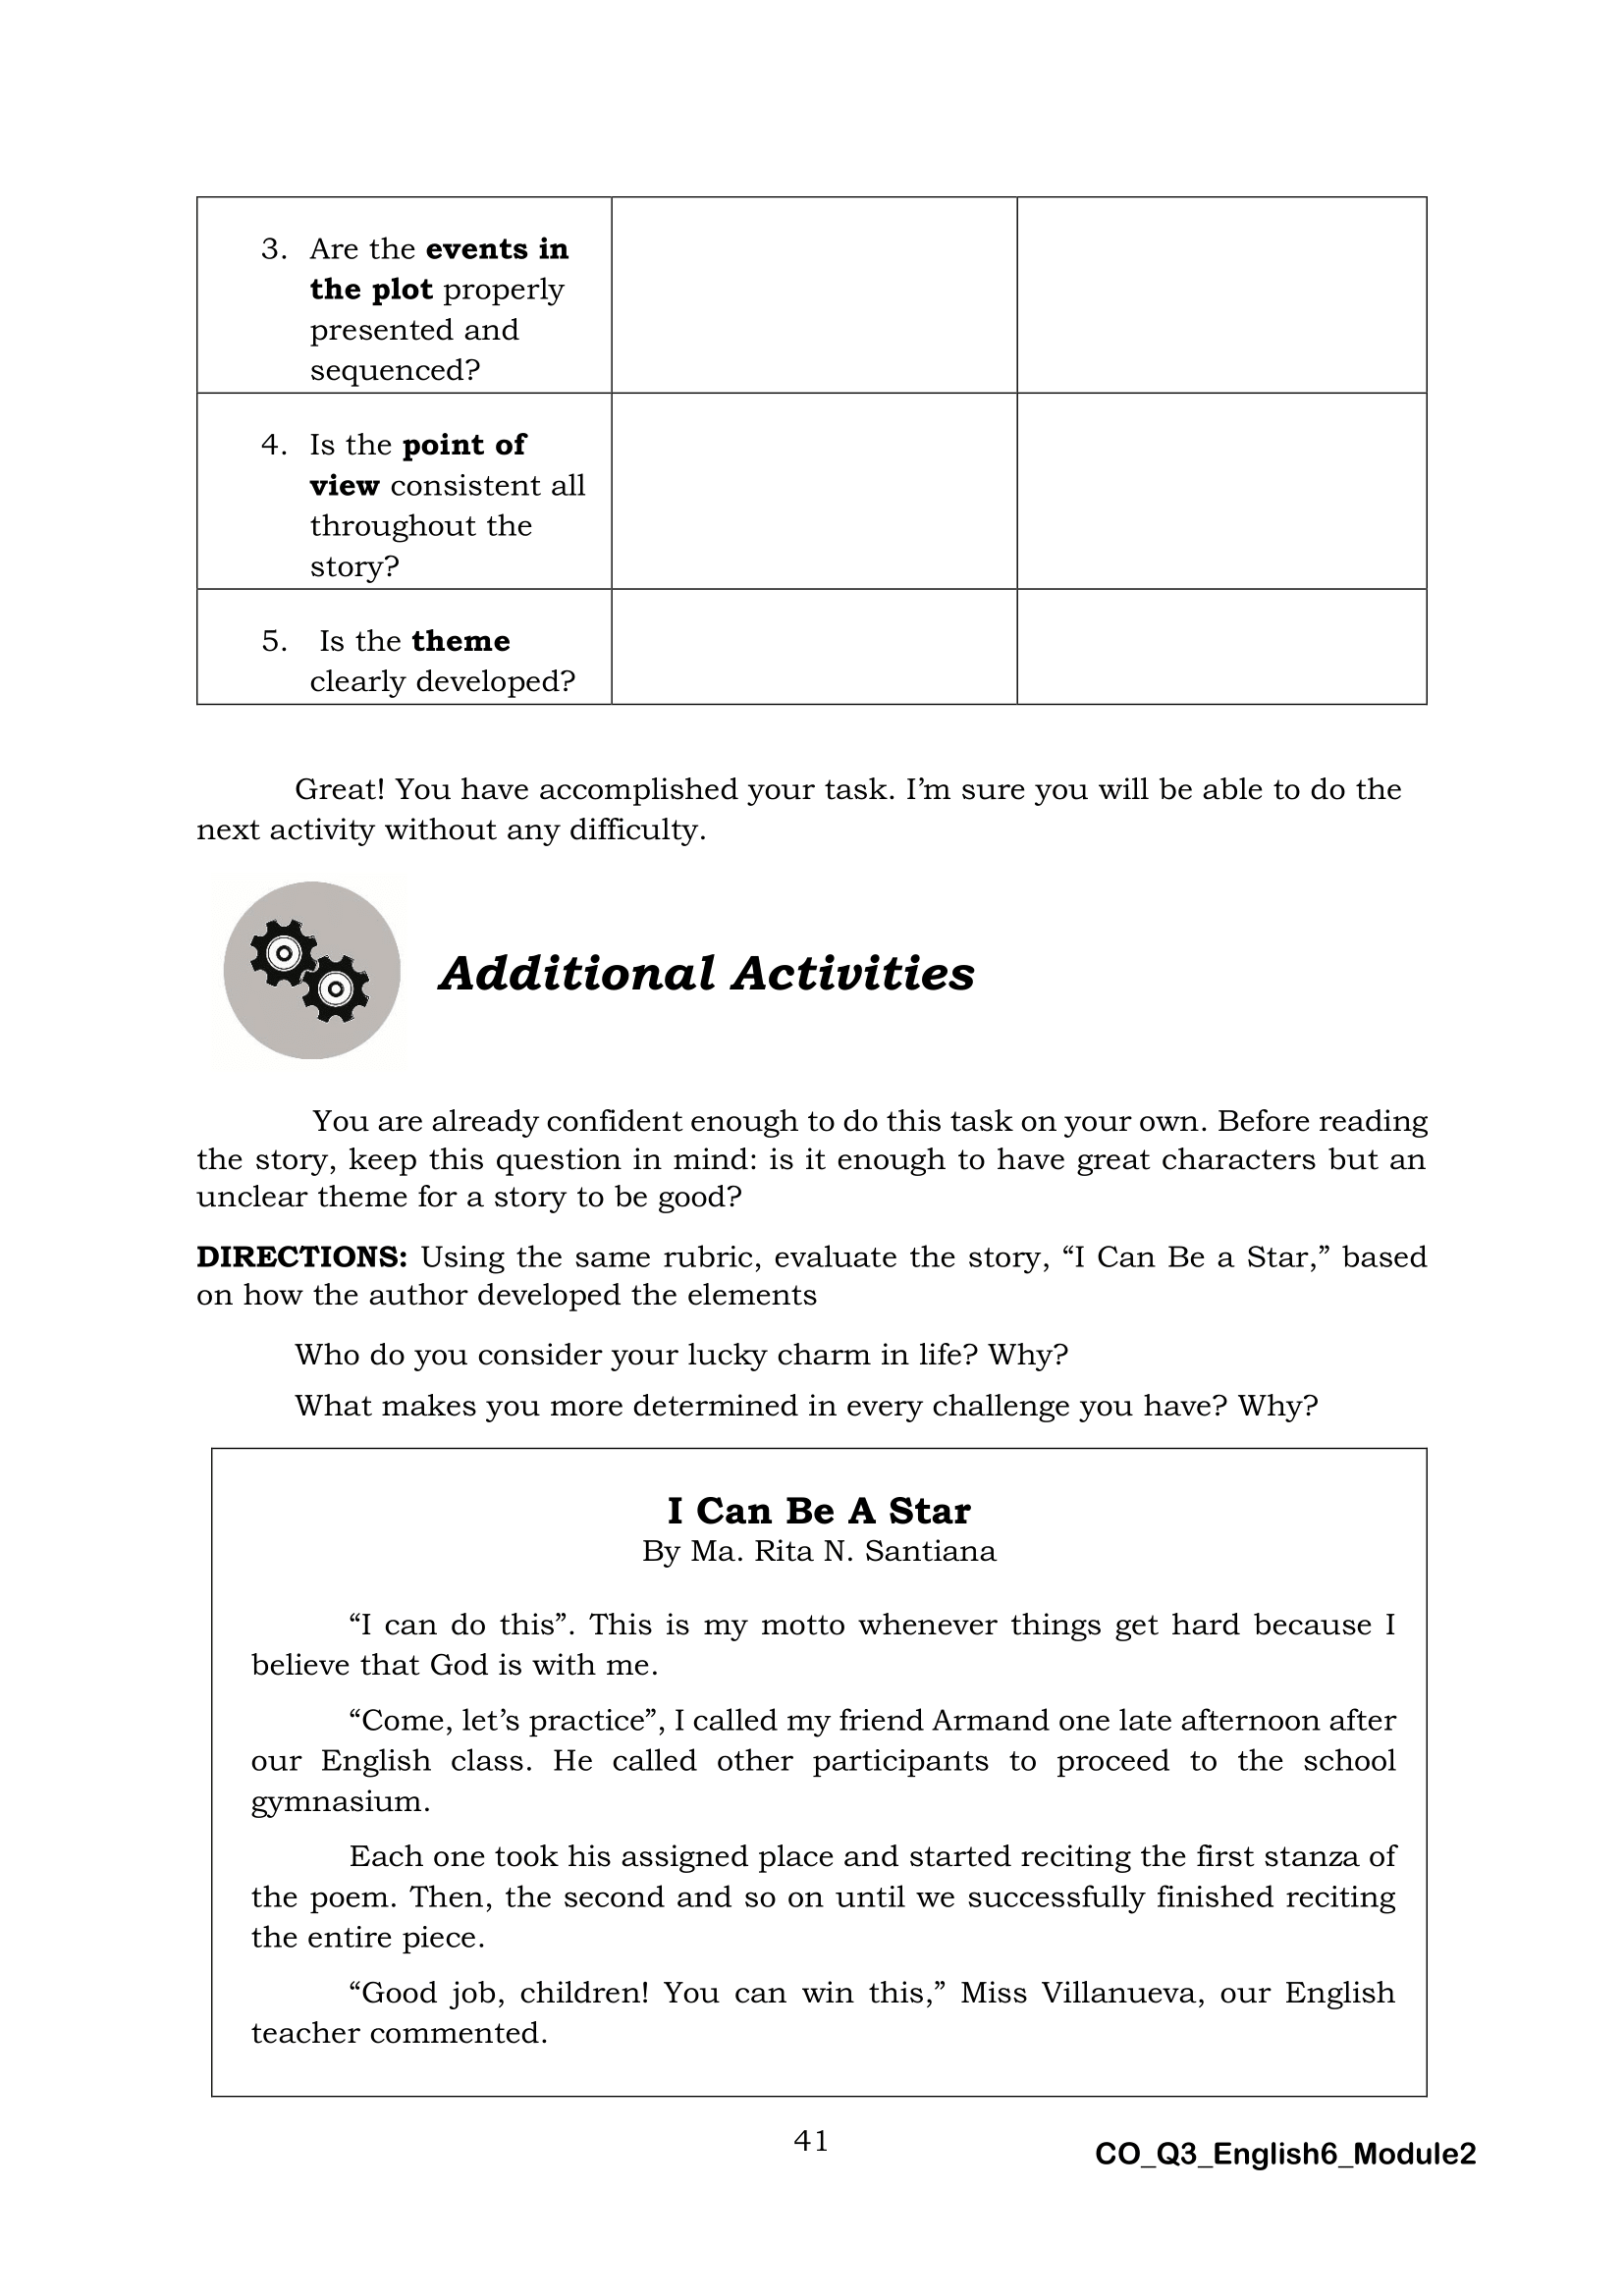 3. Are the events in
the plot properly
presented and
sequenced?
4. Is the point of
view consistent all
throughout the
story?
5. Is the theme
clearly developed?
Great! You have accomplished your task. I’m sure you will be able to do the
next activity without any difficulty.
Additional Activities
You are already confident enough to do this task on your own. Before reading
the story, keep this question in mind: is it enough to have great characters but an
unclear theme for a story to be good?
DIRECTIONS: Using the same rubric, evaluate the story, “I Can Be a Star,” based
on how the author developed the elements
Who do you consider your lucky charm in life? Why?
What makes you more determined in every challenge you have? Why?
I Can Be A Star
By Ma. Rita N. Santiana
“I can do this”. This is my motto whenever things get hard because I
believe that God is with me.
“Come, let’s practice”, I called my friend Armand one late afternoon after
our English class. He called other participants to proceed to the school
gymnasium.
Each one took his assigned place and started reciting the first stanza of
the poem. Then, the second and so on until we successfully finished reciting
the entire piece.
“Good job, children! You can win this,” Miss Villanueva, our English
teacher commented.
41
CO_Q3_English6_Module2